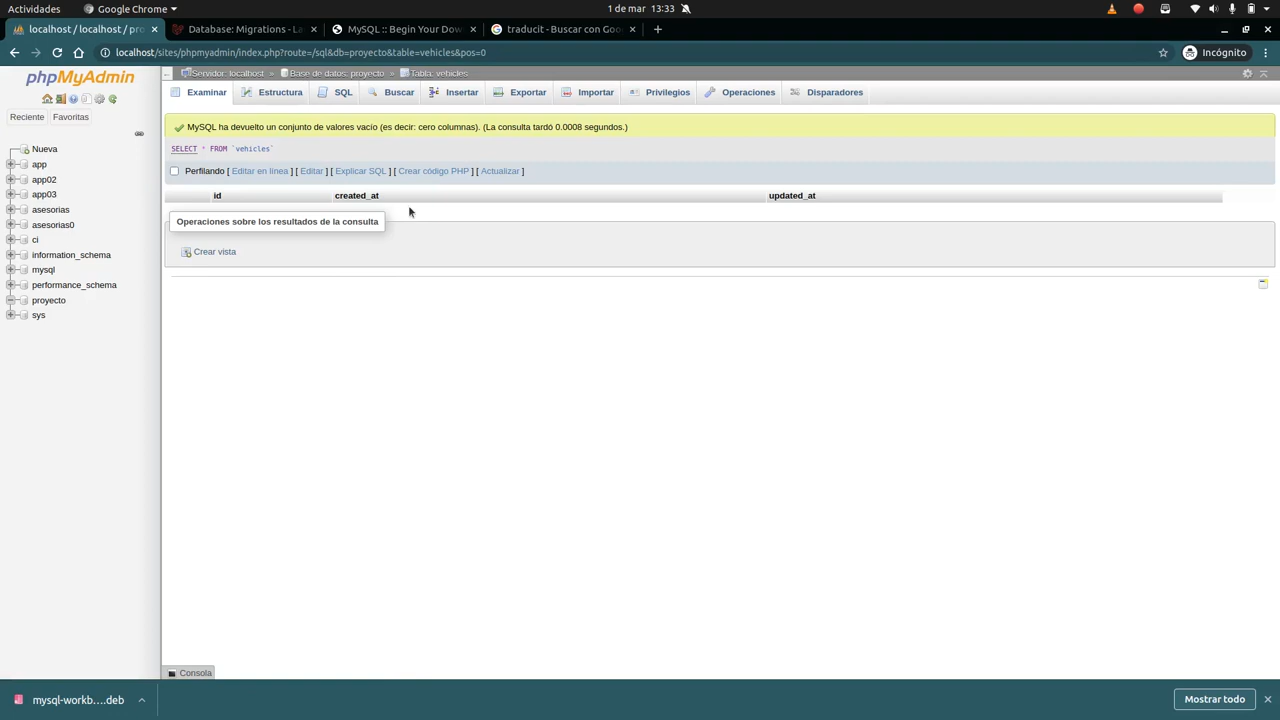 Actividades
Google Chrome
1 de mar 13:33
localhost / localhost / pro
Database: Migrations - La
MySQL :: Begin Your Dow
traducit - Buscar con Goo
localhost/sites/phpmyadmin/index.php?route=/sql&db=proyecto&table=vehicles&pos=0
Incógnito
phpMyAdmin
Reciente
Favoritas
Nueva
app
app02
app03
asesorias
asesorias0
ci
information_schema
mysql
performance_schema
proyecto
sys
Servidor: localhost » Base de datos: proyecto » Tabla: vehicles
Examinar
Estructura
SQL
Buscar
Insertar
Exportar
Importar
Privilegios
Operaciones
Disparadores
MySQL ha devuelto un conjunto de valores vacío (es decir: cero columnas). (La consulta tardó 0.0008 segundos.)
SELECT * FROM `vehicles`
Perfilando [ Editar en línea ] [ Editar ] [ Explicar SQL ] [ Crear código PHP ] [ Actualizar ]
id created_at updated_at
Operaciones sobre los resultados de la consulta
Crear vista
Consola
mysql-workb....deb
Mostrar todo